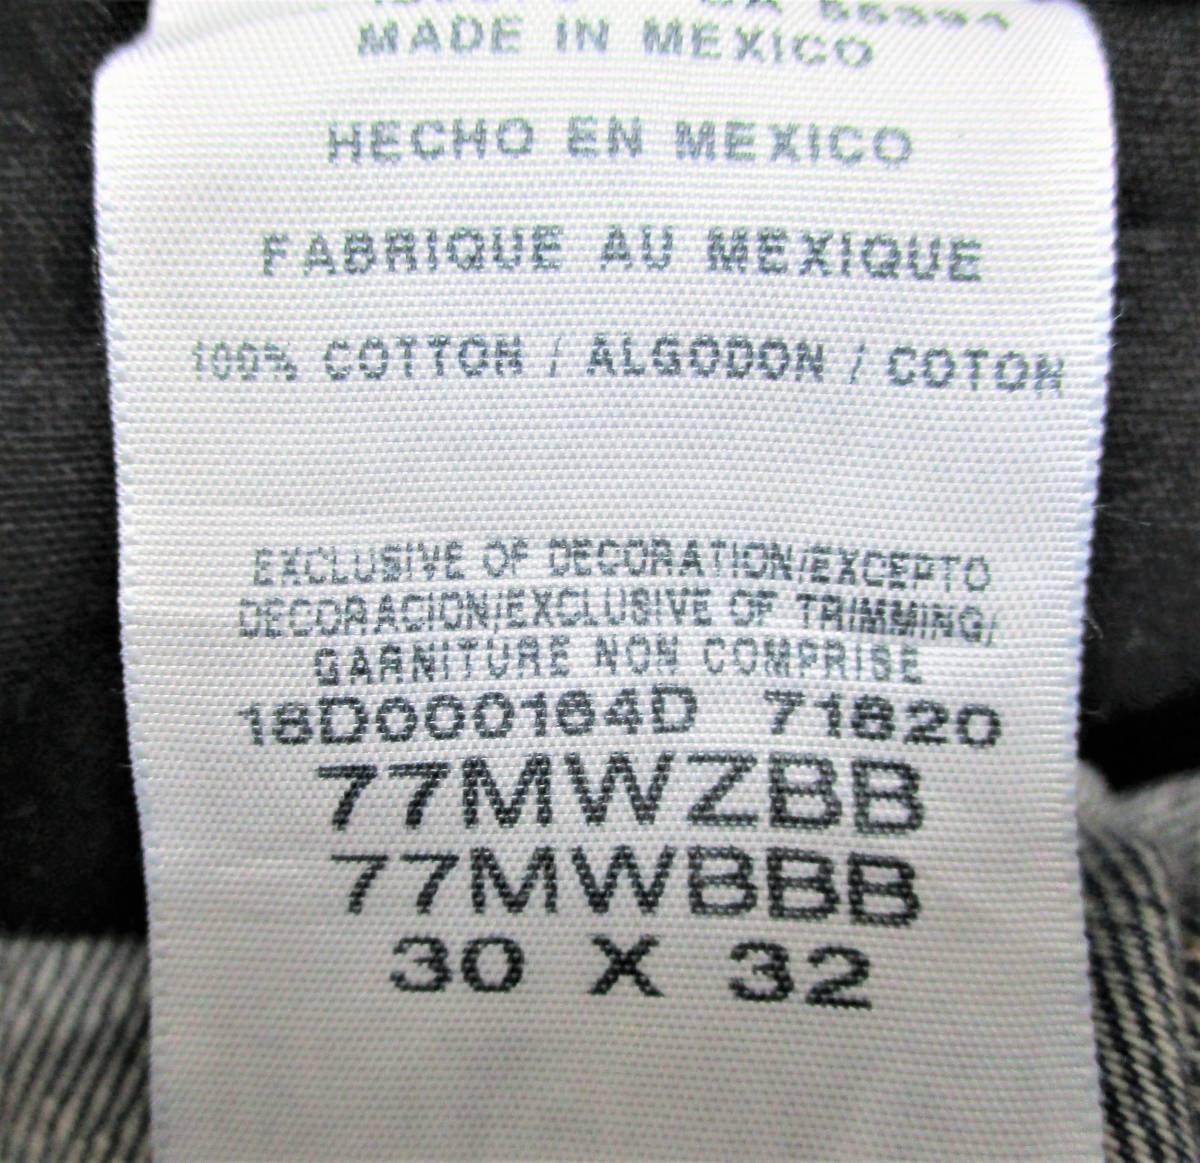 MADE IN MEXICO
HECHO EN MEXICO
FABRIQUE AU MEXIQUE
100% COTTON / ALGODON / COTON
EXCLUSIVE OF DECORATION/EXCEPTO
DECORACION/EXCLUSIVE OF TRIMMING/
GARNITURE NON COMPRISE
18D000164D 71820
77MWZBB
77MWBBB
30 X 32